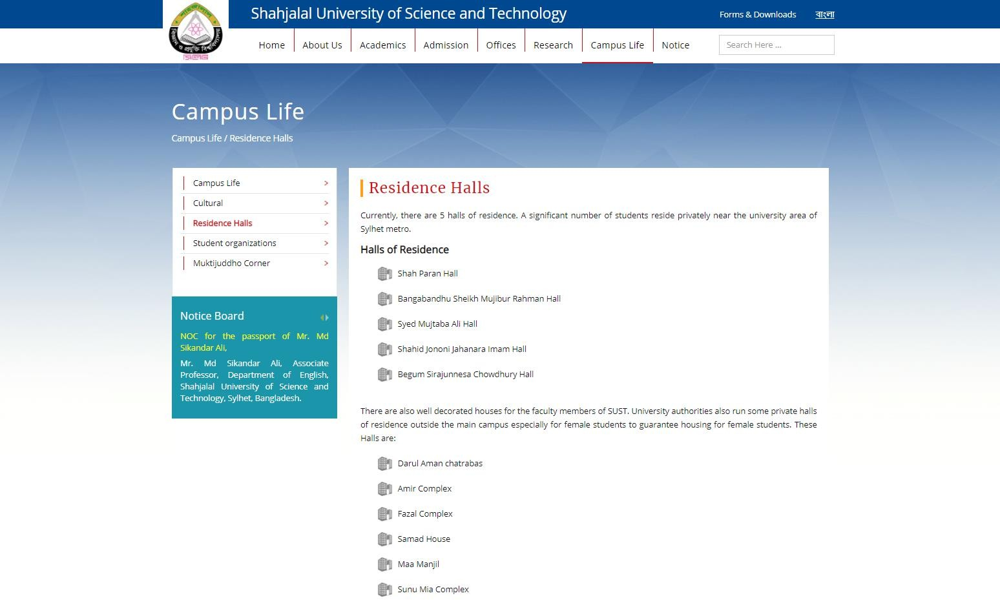 Shahjalal University of Science and Technology
Forms & Downloads
বাংলা
শাহজালাল
বিজ্ঞান ও প্রযুক্তি বিশ্ববিদ্যালয়
সিলেট
Home
About Us
Academics
Admission
Offices
Research
Campus Life
Notice
Search Here ...
Campus Life
Campus Life / Residence Halls
Campus Life
Cultural
Residence Halls
Student organizations
Muktijuddho Corner
Notice Board
NOC for the passport of Mr. Md
Sikandar Ali,
Mr. Md Sikandar Ali, Associate
Professor, Department of English,
Shahjalal University of Science and
Technology, Sylhet, Bangladesh.
Residence Halls
Currently, there are 5 halls of residence. A significant number of students reside privately near the university area of
Sylhet metro.
Halls of Residence
Shah Paran Hall
Bangabandhu Sheikh Mujibur Rahman Hall
Syed Mujtaba Ali Hall
Shahid Jononi Jahanara Imam Hall
Begum Sirajunnesa Chowdhury Hall
There are also well decorated houses for the faculty members of SUST. University authorities also run some private halls
of residence outside the main campus especially for female students to guarantee housing for female students. These
Halls are:
Darul Aman chatrabas
Amir Complex
Fazal Complex
Samad House
Maa Manjil
Sunu Mia Complex